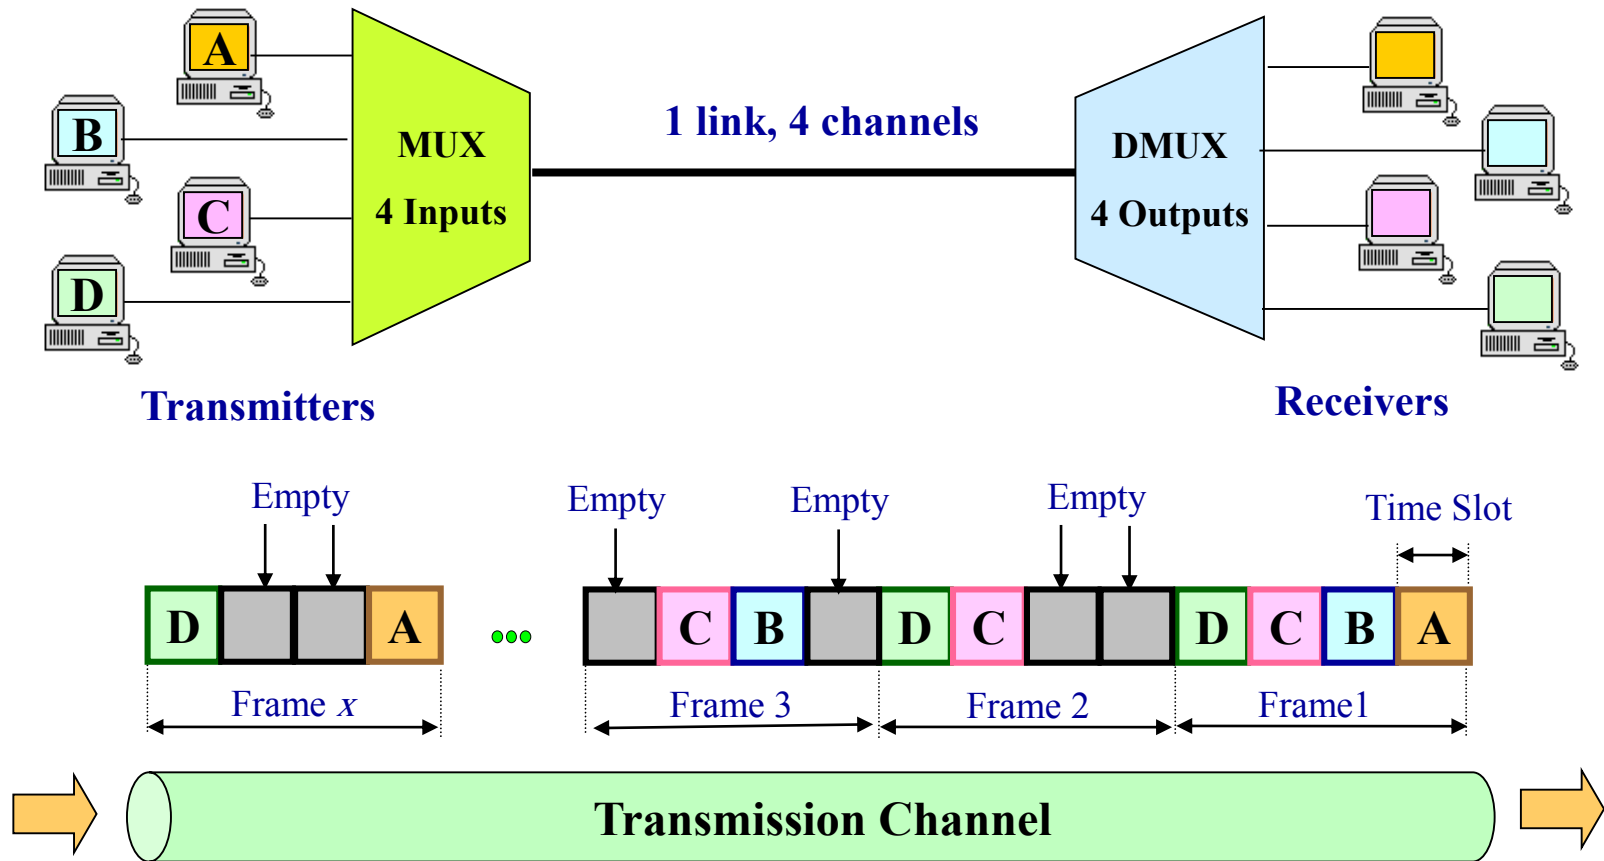 A
B
C
D
MUX
4 Inputs
1 link, 4 channels
DMUX
4 Outputs
Transmitters
Receivers
Empty
Empty
Empty
Empty
Time Slot
D A C B D C D C B A
Frame x
Frame 3
Frame 2
Frame1
Transmission Channel